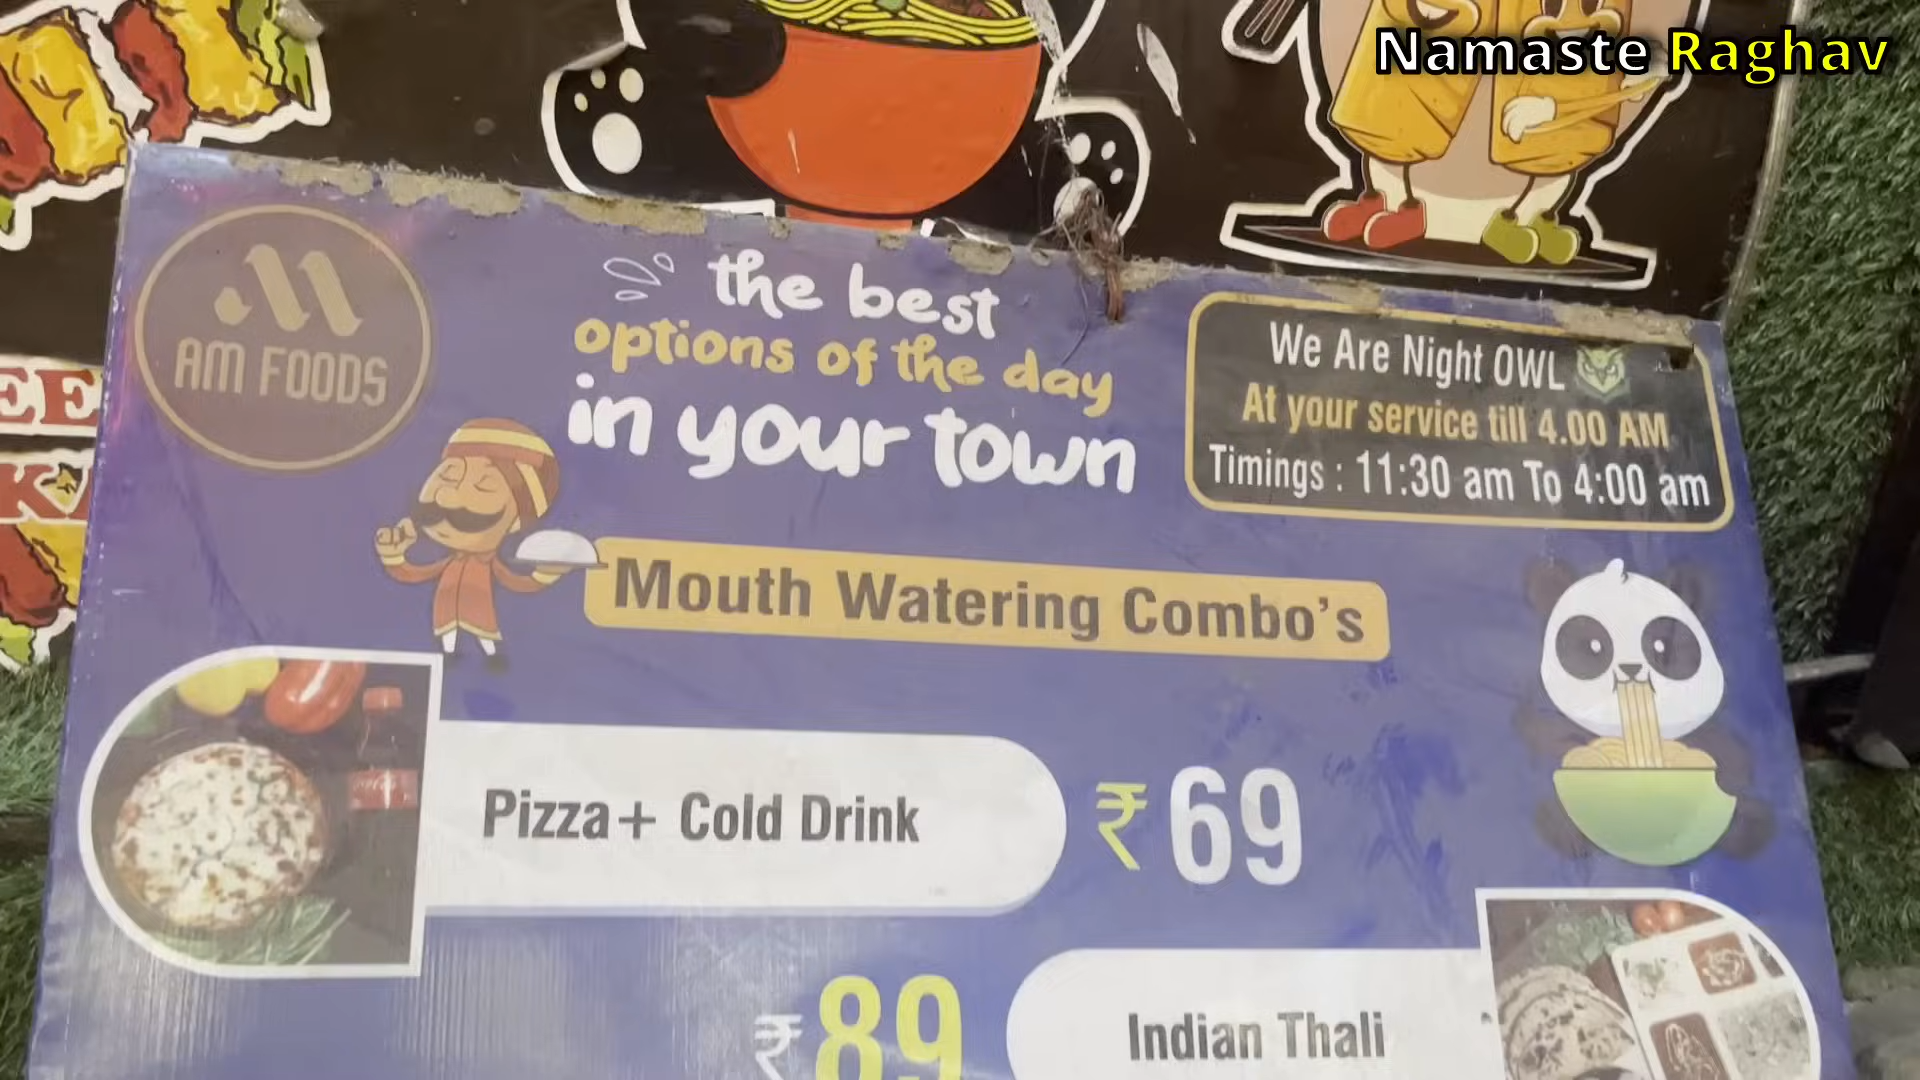 Namaste Raghav
AM FOODS
the best
options of the day
in your town
We Are Night OWL
At your service till 4.00 AM
Timings : 11:30 am To 4:00 am
Mouth Watering Combo's
Pizza+ Cold Drink
₹69
₹89
Indian Thali